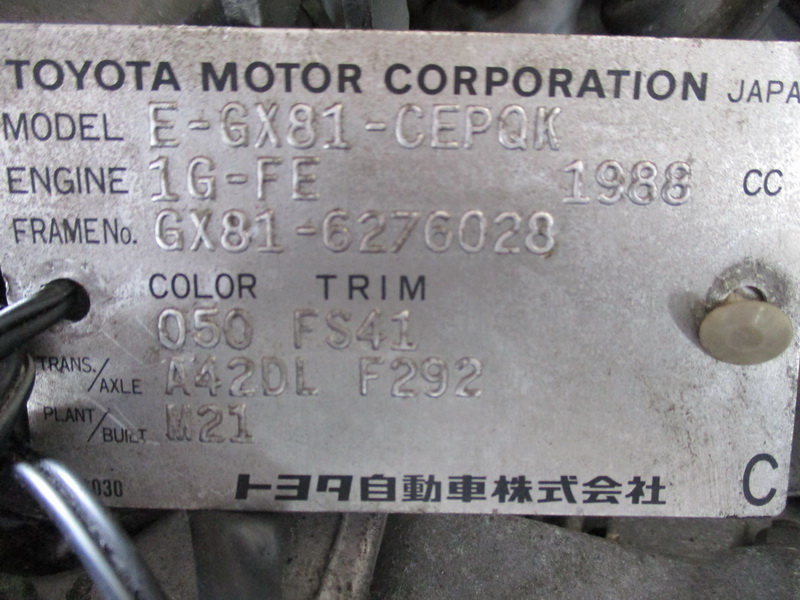 TOYOTA MOTOR CORPORATION JAPA
MODEL E-GX81-CEPQK
ENGINE 1G-FE 1988 CC
FRAME No. GX81-6276028
COLOR TRIM
050 FS41
TRANS./AXLE A42DL F292
PLANT/BUILT M21
030 トヨタ自動車株式会社 C